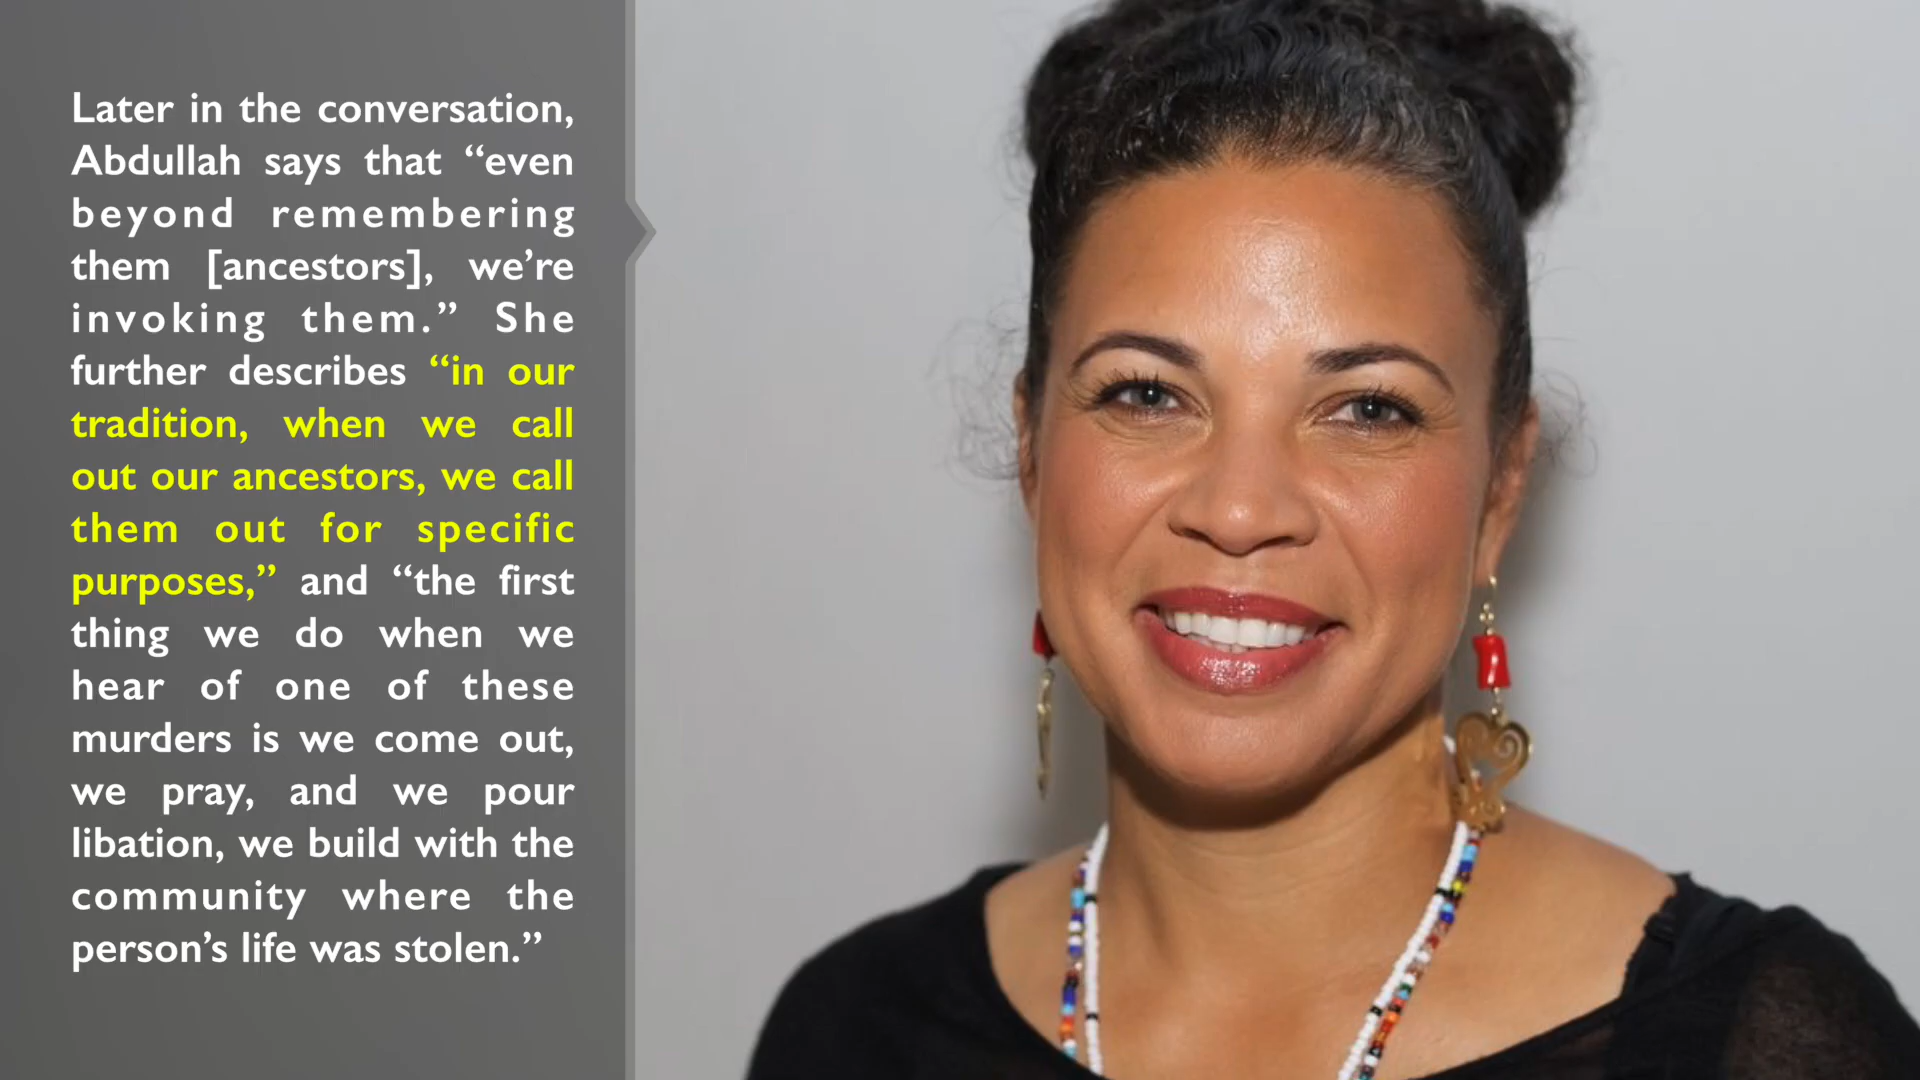 Later in the conversation,
Abdullah says that “even
beyond remembering
them [ancestors], we’re
invoking them.” She
further describes “in our
tradition, when we call
out our ancestors, we call
them out for specific
purposes,” and “the first
thing we do when we
hear of one of these
murders is we come out,
we pray, and we pour
libation, we build with the
community where the
person’s life was stolen.”